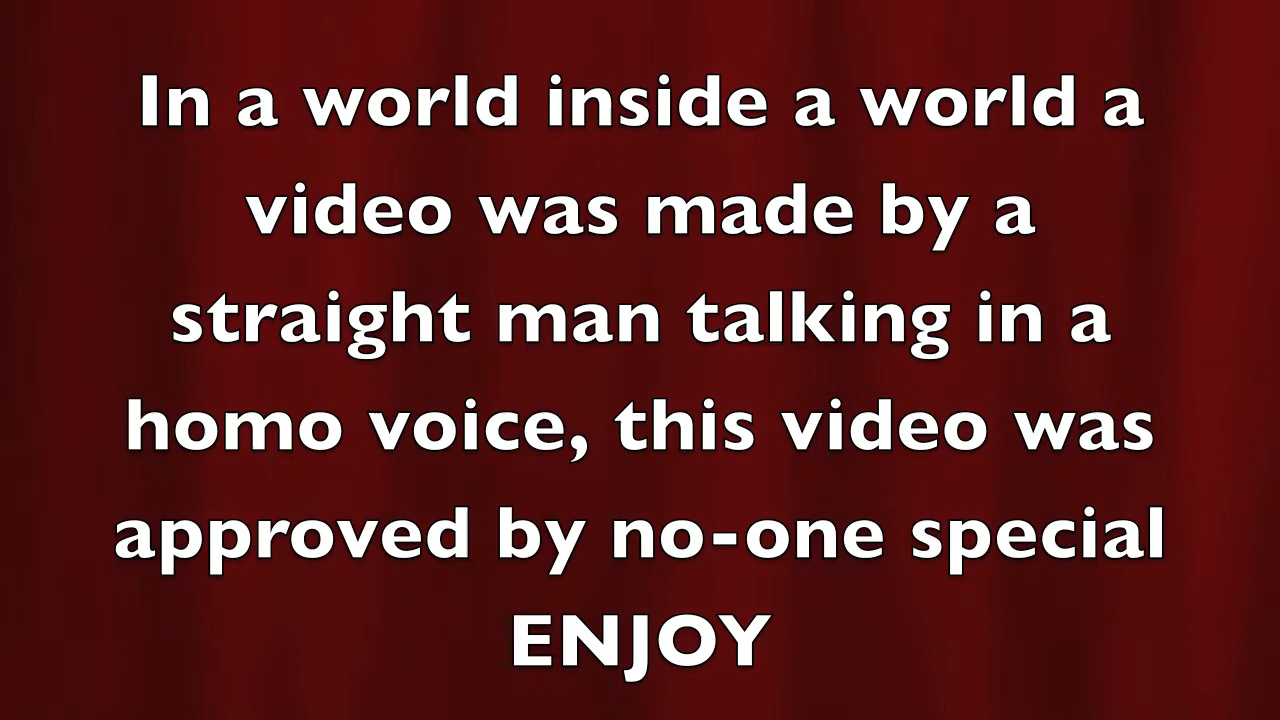 In a world inside a world a
video was made by a
straight man talking in a
homo voice, this video was
approved by no-one special
ENJOY